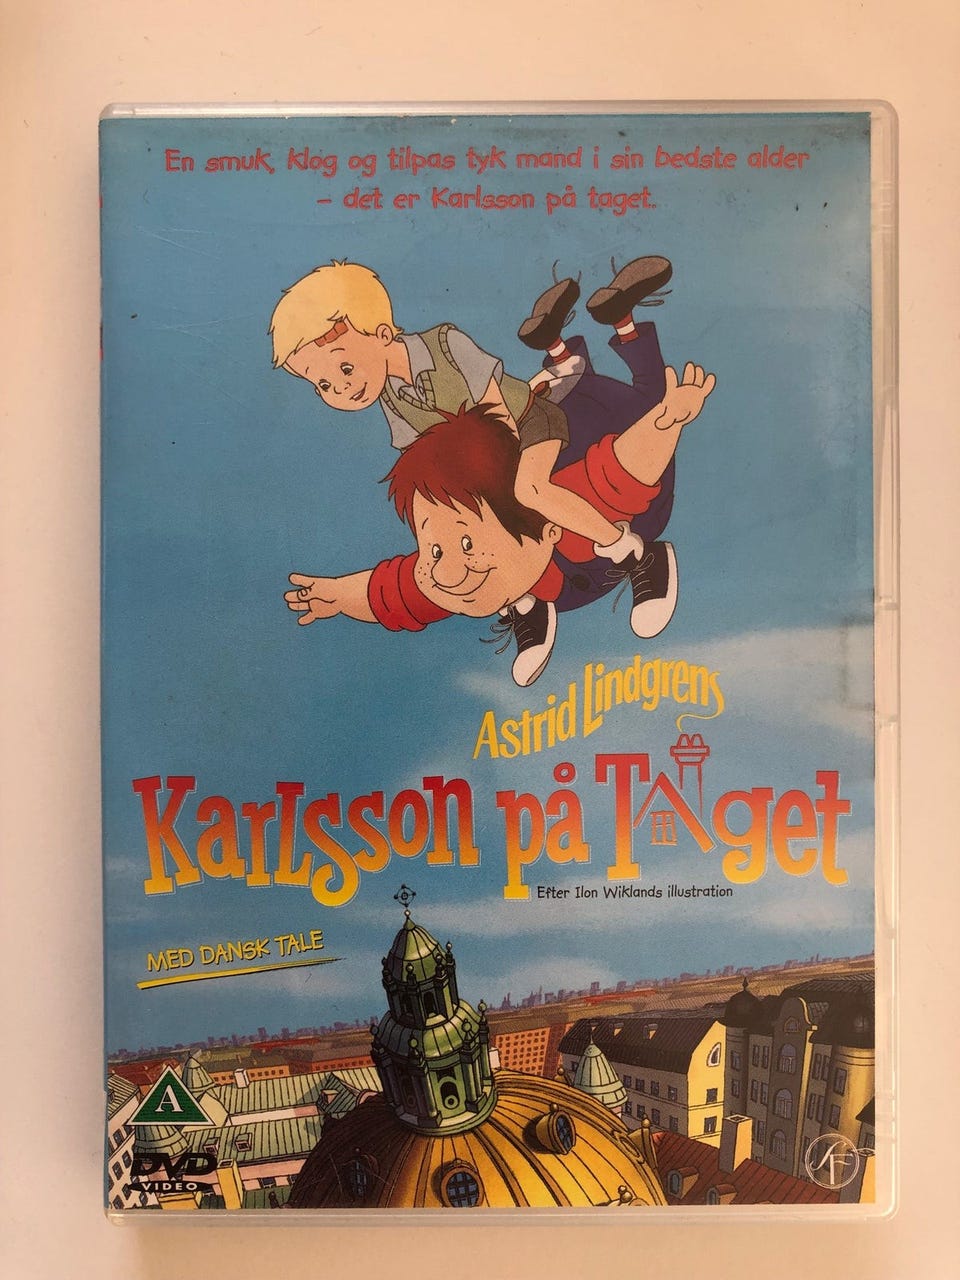 En smuk, klog og tilpas tyk mand i sin bedste alder
– det er Karlsson på taget.
Astrid Lindgrens
Karlsson på Taget
Efter Ilon Wiklands illustration
MED DANSK TALE
A
DVD
VIDEO
SF